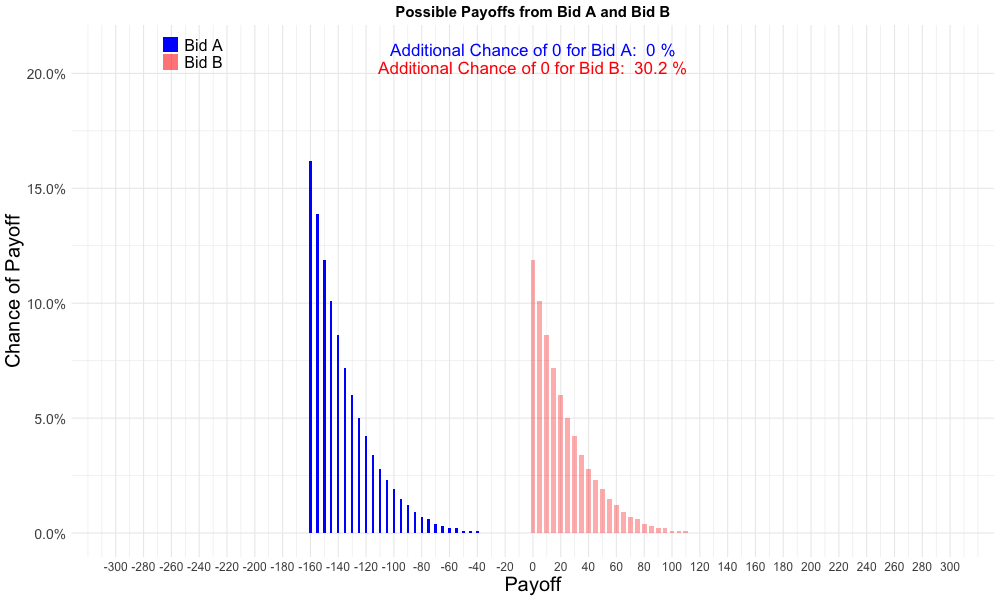 Possible Payoffs from Bid A and Bid B
Bid A
Bid B
Additional Chance of 0 for Bid A:  0 %
Additional Chance of 0 for Bid B:  30.2 %
Chance of Payoff
20.0%
15.0%
10.0%
5.0%
0.0%
-300 -280 -260 -240 -220 -200 -180 -160 -140 -120 -100 -80 -60 -40 -20 0 20 40 60 80 100 120 140 160 180 200 220 240 260 280 300
Payoff